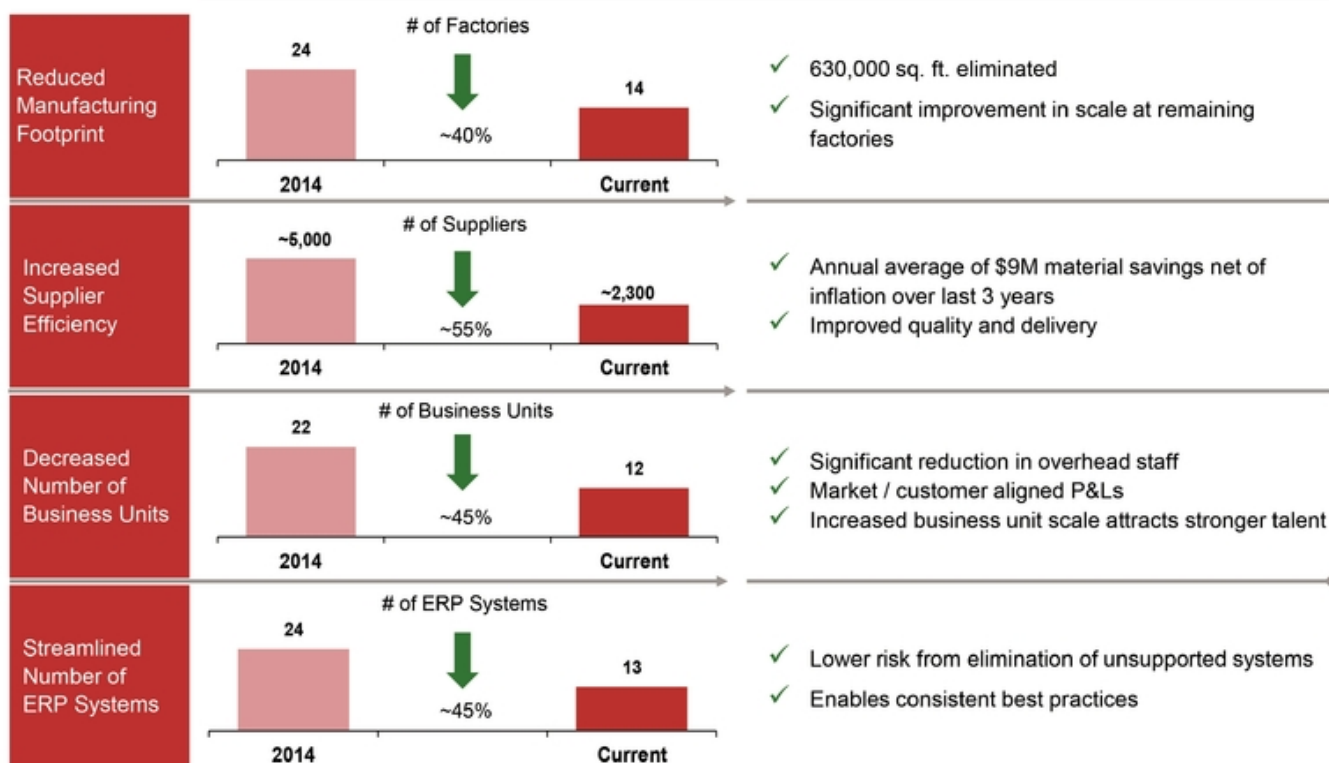 Reduced
Manufacturing
Footprint
# of Factories
24
14
~40%
2014
Current
✓ 630,000 sq. ft. eliminated
✓ Significant improvement in scale at remaining
factories
Increased
Supplier
Efficiency
# of Suppliers
~5,000
~2,300
~55%
2014
Current
✓ Annual average of $9M material savings net of
inflation over last 3 years
✓ Improved quality and delivery
Decreased
Number of
Business Units
# of Business Units
22
12
~45%
2014
Current
✓ Significant reduction in overhead staff
✓ Market / customer aligned P&Ls
✓ Increased business unit scale attracts stronger talent
Streamlined
Number of
ERP Systems
# of ERP Systems
24
13
~45%
2014
Current
✓ Lower risk from elimination of unsupported systems
✓ Enables consistent best practices